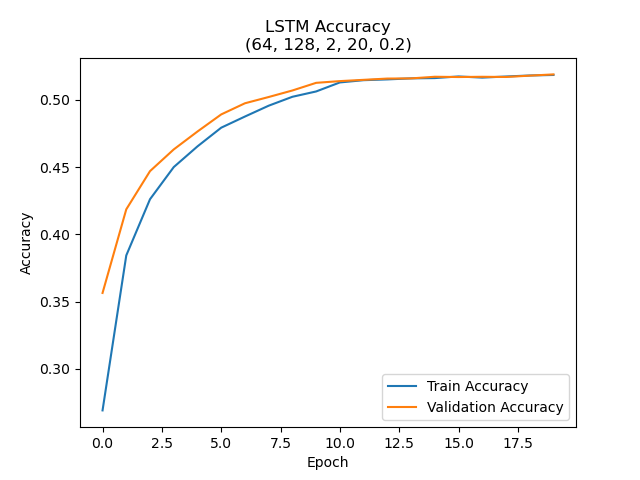 LSTM Accuracy
(64, 128, 2, 20, 0.2)
Accuracy
0.50
0.45
0.40
0.35
0.30
Train Accuracy
Validation Accuracy
0.0 2.5 5.0 7.5 10.0 12.5 15.0 17.5
Epoch